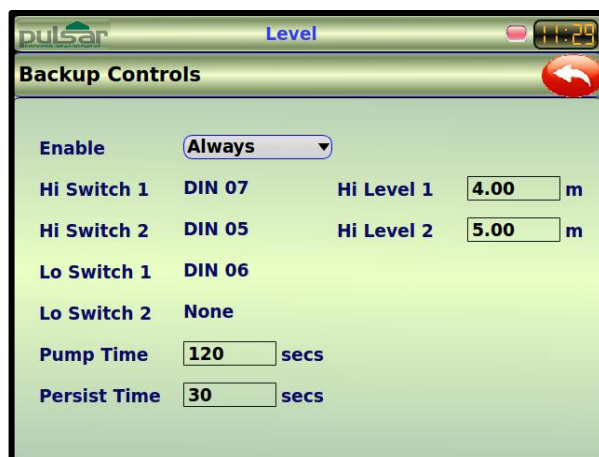 pulsar
Level
11:29
Backup Controls
Enable Always
Hi Switch 1 DIN 07 Hi Level 1 4.00 m
Hi Switch 2 DIN 05 Hi Level 2 5.00 m
Lo Switch 1 DIN 06
Lo Switch 2 None
Pump Time 120 secs
Persist Time 30 secs